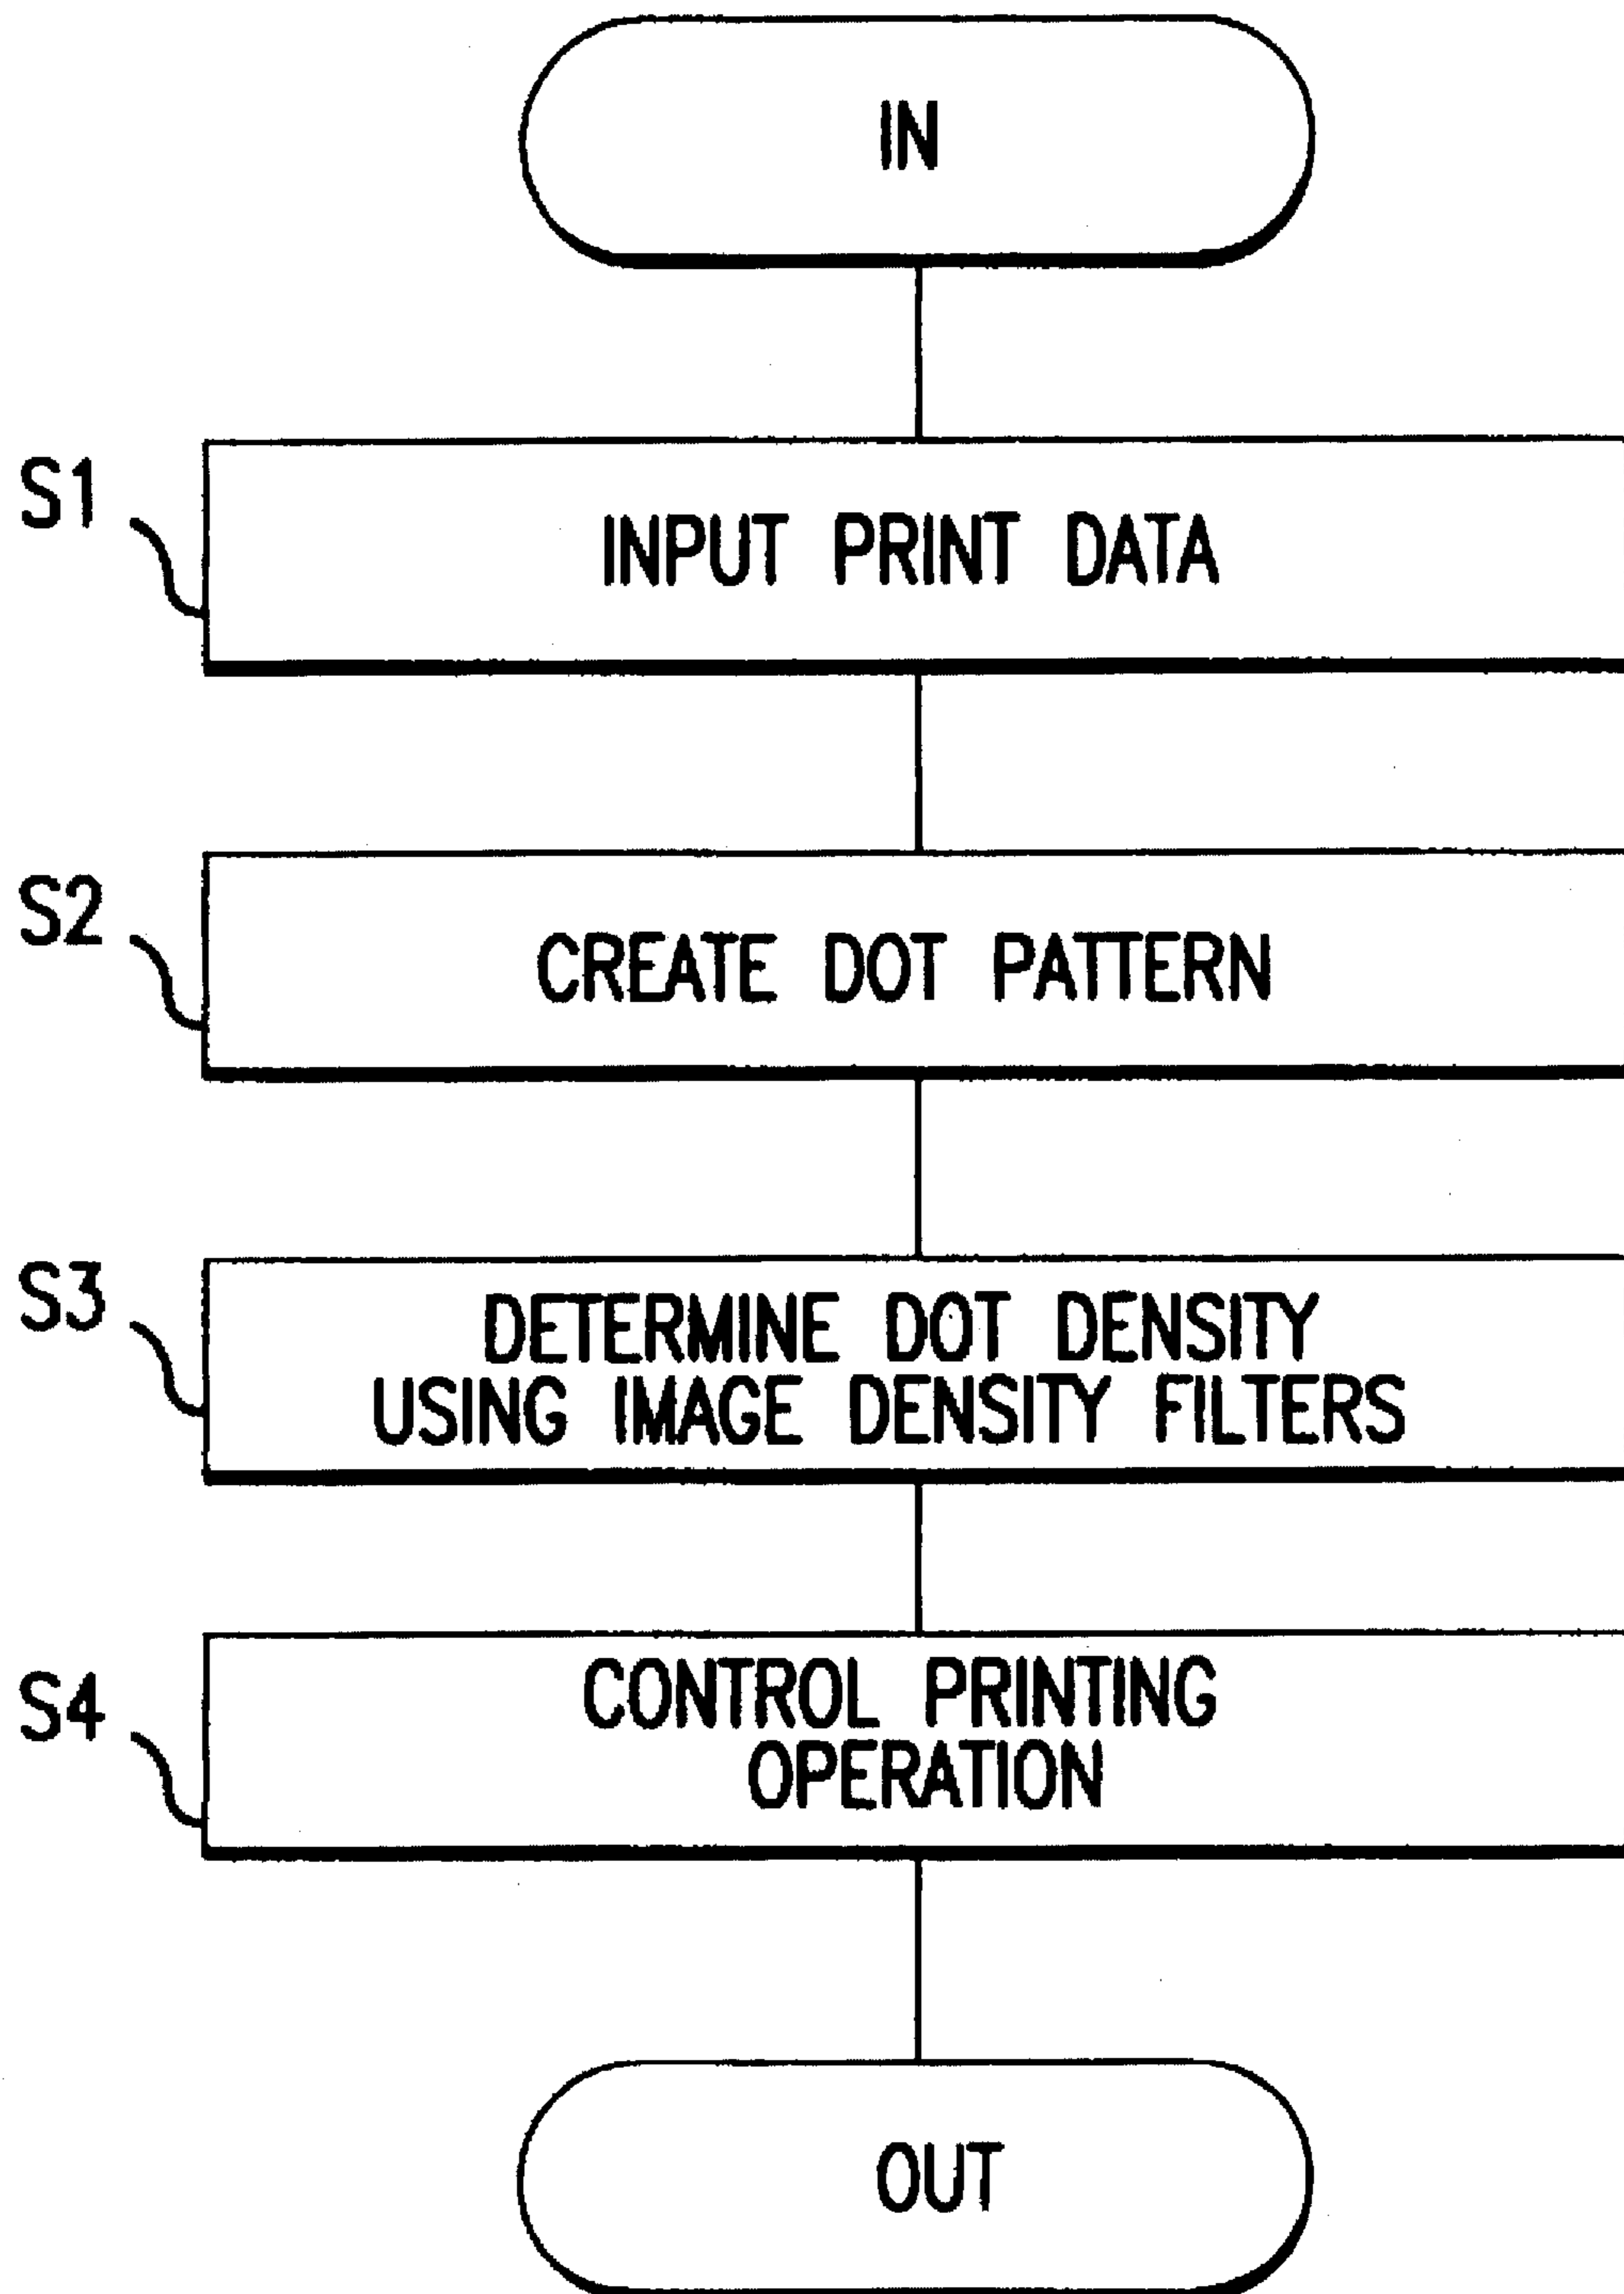 IN
S1
INPUT PRINT DATA
S2
CREATE DOT PATTERN
S3
DETERMINE DOT DENSITY
USING IMAGE DENSITY FILTERS
S4
CONTROL PRINTING
OPERATION
OUT